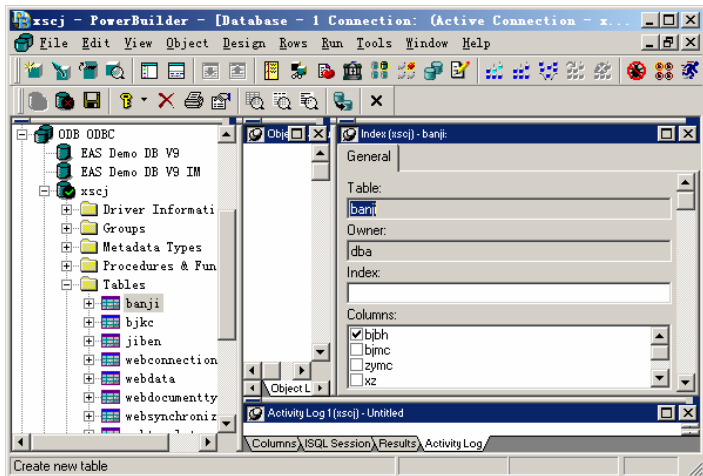 xscj - PowerBuilder - [Database - 1 Connection: (Active Connection - x...
File Edit View Object Design Rows Run Tools Window Help
ODB ODBC
EAS Demo DB V9
EAS Demo DB V9 IM
xscj
Driver Informati
Groups
Metadata Types
Procedures & Fun
Tables
banji
bjkc
jiben
webconnection
webdata
webdocumentty
websynchroniz
Obje
Object L
Index (xscj) - banji:
General
Table:
banji
Owner:
dba
Index:
Columns:
bjbh
bjmc
zymc
xz
Activity Log 1 (xscj) - Untitled
Columns ISQL Session Results Activity Log
Create new table